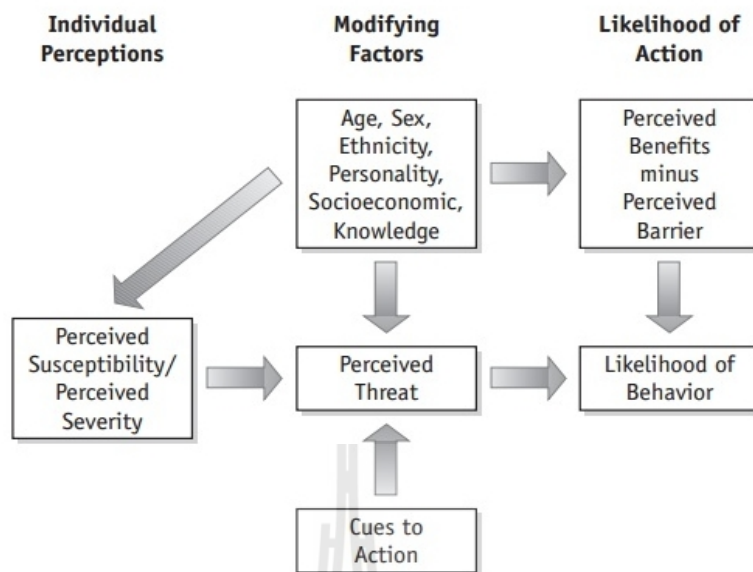 Individual
Perceptions
Modifying
Factors
Likelihood of
Action
Age, Sex,
Ethnicity,
Personality,
Socioeconomic,
Knowledge
Perceived
Benefits
minus
Perceived
Barrier
Perceived
Susceptibility/
Perceived
Severity
Perceived
Threat
Likelihood of
Behavior
Cues to
Action